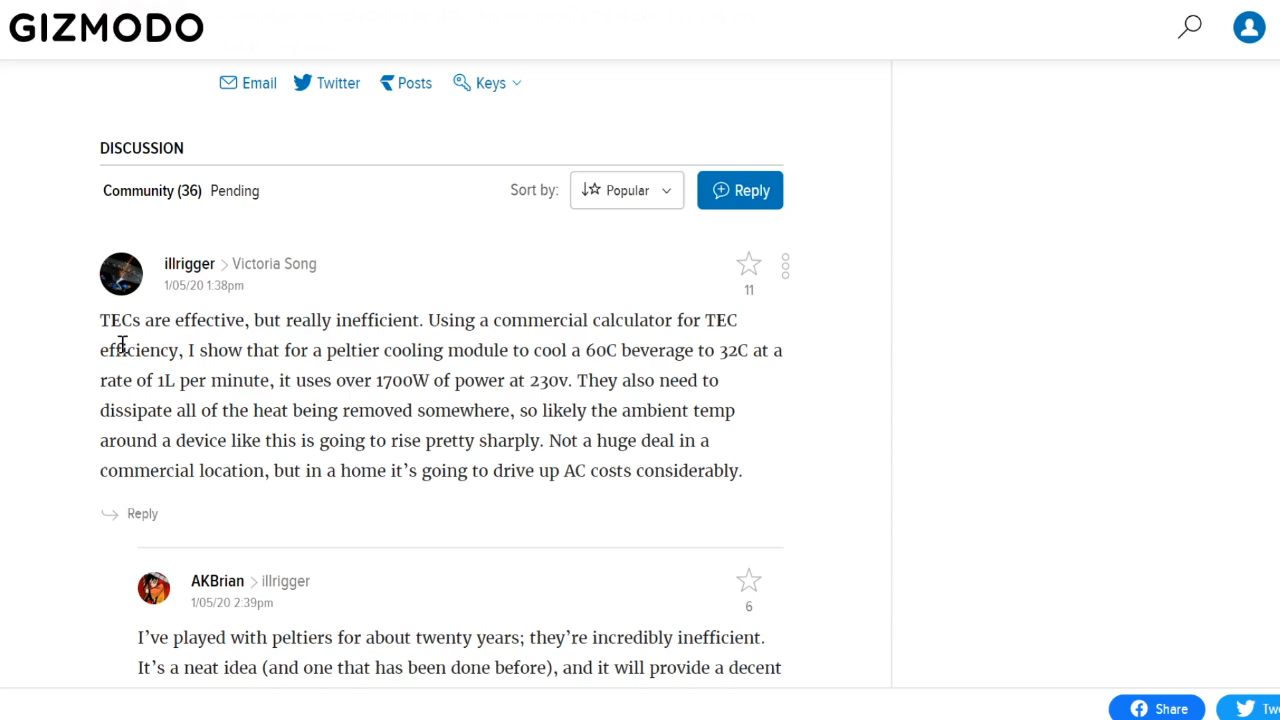 GIZMODO
Email Twitter Posts Keys
DISCUSSION
Community (36) Pending Sort by: Popular Reply
illrigger > Victoria Song
1/05/20 1:38pm
11
TECs are effective, but really inefficient. Using a commercial calculator for TEC
efficiency, I show that for a peltier cooling module to cool a 60C beverage to 32C at a
rate of 1L per minute, it uses over 1700W of power at 230v. They also need to
dissipate all of the heat being removed somewhere, so likely the ambient temp
around a device like this is going to rise pretty sharply. Not a huge deal in a
commercial location, but in a home it’s going to drive up AC costs considerably.
Reply
AKBrian > illrigger
1/05/20 2:39pm
6
I’ve played with peltiers for about twenty years; they’re incredibly inefficient.
It’s a neat idea (and one that has been done before), and it will provide a decent
Share Twe